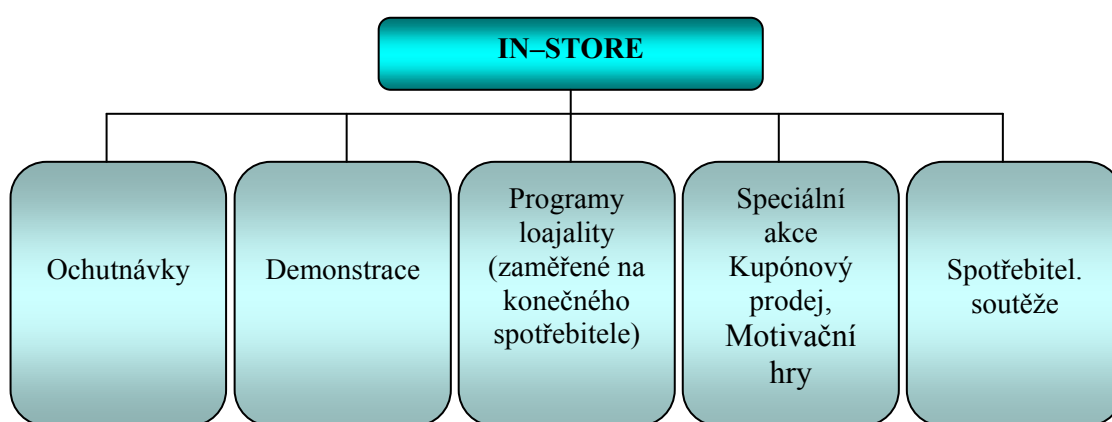 IN–STORE
Ochutnávky
Demonstrace
Programy
loajality
(zaměřené na
konečného
spotřebitele)
Speciální
akce
Kupónový
prodej,
Motivační
hry
Spotřebitel.
soutěže